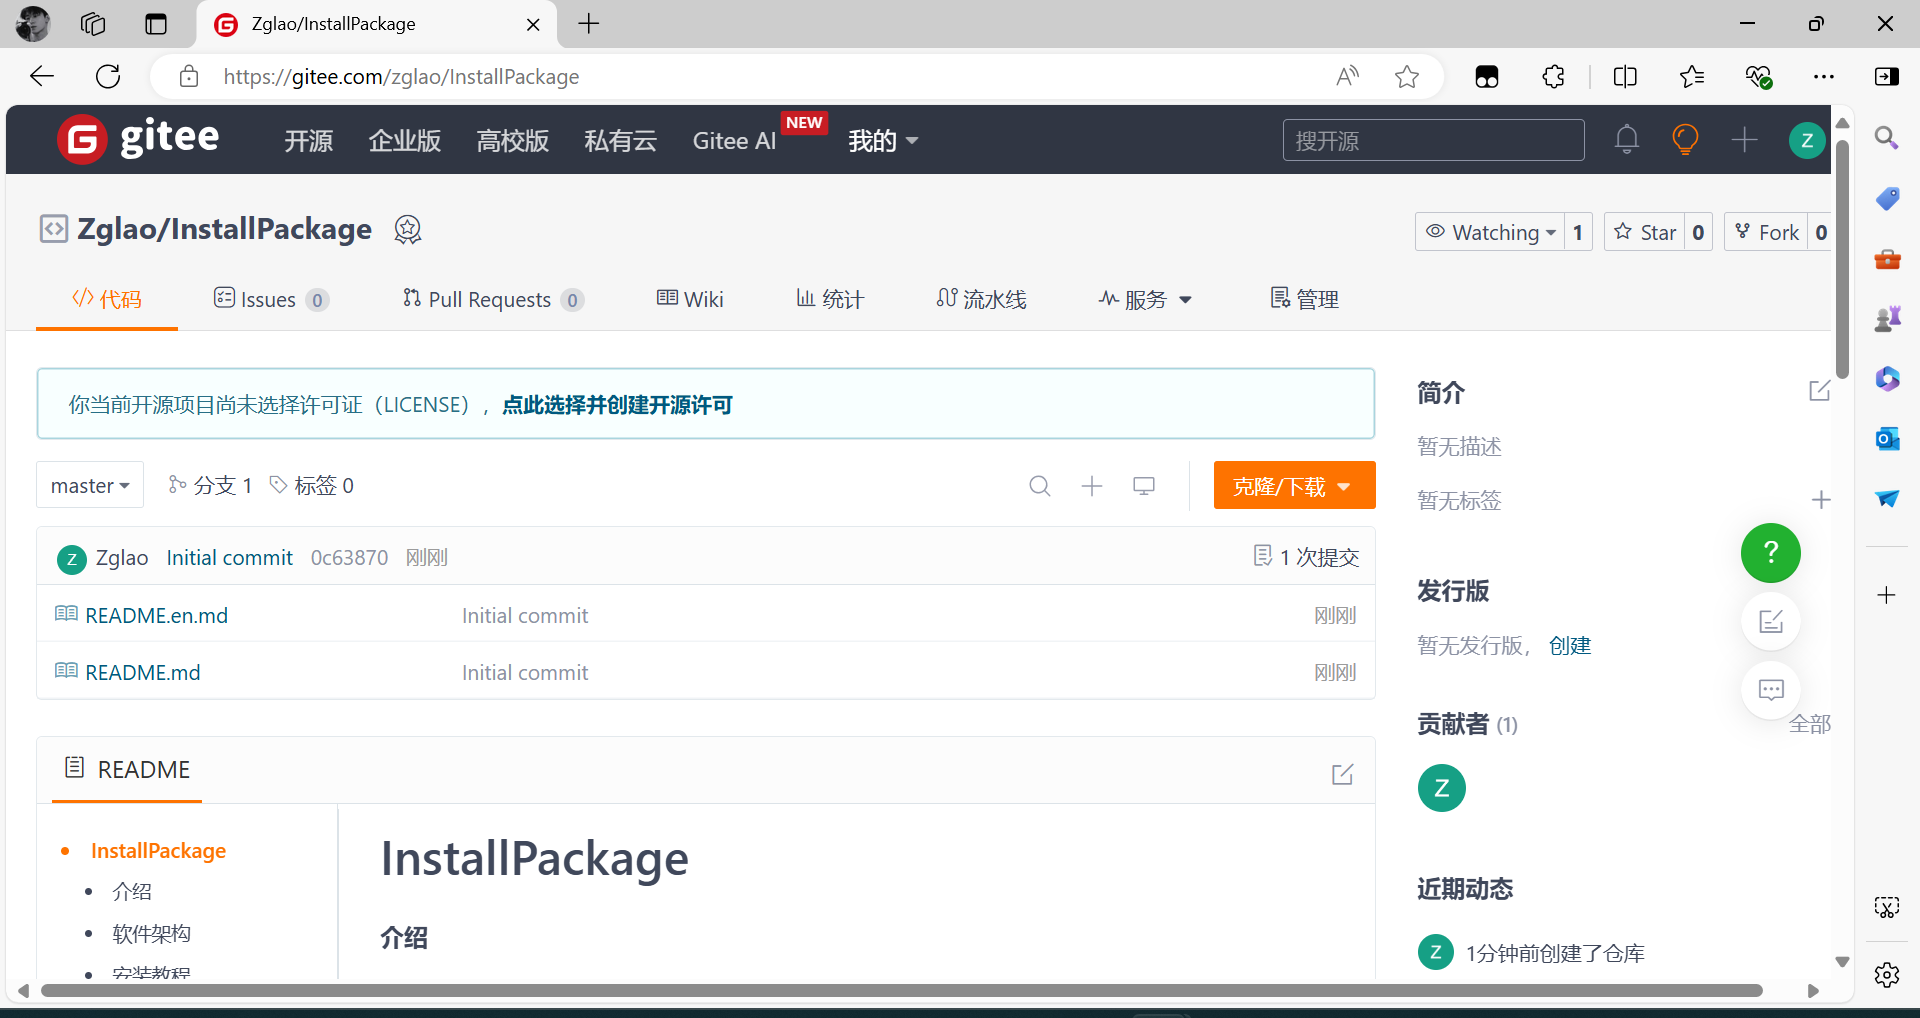 Zglao/InstallPackage
https://gitee.com/zglao/InstallPackage
gitee 开源 企业版 高校版 私有云 Gitee AI NEW 我的 搜开源 Z
Zglao/InstallPackage Watching 1 Star 0 Fork 0
代码 Issues 0 Pull Requests 0 Wiki 统计 流水线 服务 管理
你当前开源项目尚未选择许可证（LICENSE），点此选择并创建开源许可
master 分支 1 标签 0 克隆/下载
Z Zglao Initial commit 0c63870 刚刚 1 次提交
README.en.md Initial commit 刚刚
README.md Initial commit 刚刚
README
InstallPackage
介绍
软件架构
安装教程
InstallPackage
介绍
简介
暂无描述
暂无标签
发行版
暂无发行版， 创建
贡献者 (1) 全部
Z
近期动态
Z 1分钟前创建了仓库